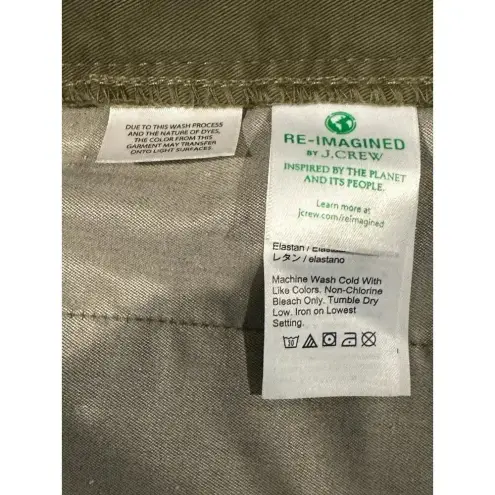 DUE TO THIS WASH PROCESS
AND THE NATURE OF DYES,
THE COLOR FROM THIS
GARMENT MAY TRANSFER
ONTO LIGHT SURFACES.
RE-IMAGINED
BY J.CREW
INSPIRED BY THE PLANET
AND ITS PEOPLE.
Learn more at
jcrew.com/reimagined
Elastan /
レタン / elastano
Machine Wash Cold With
Like Colors. Non-Chlorine
Bleach Only. Tumble Dry
Low. Iron on Lowest
Setting.